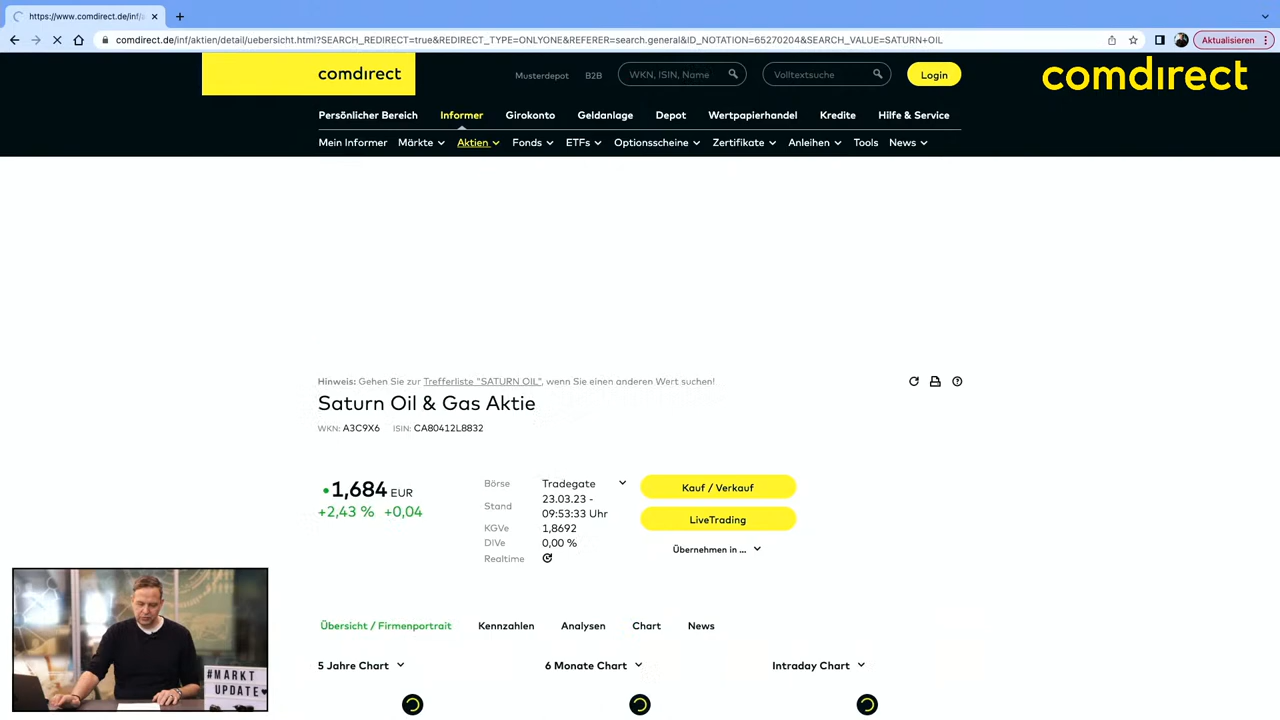 https://www.comdirect.de/inf/a
comdirect.de/inf/aktien/detail/uebersicht.html?SEARCH_REDIRECT=true&REDIRECT_TYPE=ONLYONE&REFERER=search.general&ID_NOTATION=65270204&SEARCH_VALUE=SATURN+OIL
Aktualisieren
comdirect
Musterdepot B2B WKN, ISIN, Name Volltextsuche Login
comdirect
Persönlicher Bereich Informer Girokonto Geldanlage Depot Wertpapierhandel Kredite Hilfe & Service
Mein Informer Märkte Aktien Fonds ETFs Optionsscheine Zertifikate Anleihen Tools News
Hinweis: Gehen Sie zur Trefferliste "SATURN OIL", wenn Sie einen anderen Wert suchen!
Saturn Oil & Gas Aktie
WKN: A3C9X6 ISIN: CA80412L8832
1,684 EUR
+2,43 % +0,04
Börse Tradegate
Stand 23.03.23 -
09:53:33 Uhr
KGVe 1,8692
DIVe 0,00 %
Realtime
Kauf / Verkauf
LiveTrading
Übernehmen in ...
Übersicht / Firmenportrait Kennzahlen Analysen Chart News
5 Jahre Chart 6 Monate Chart Intraday Chart
#MARKT
UPDATE